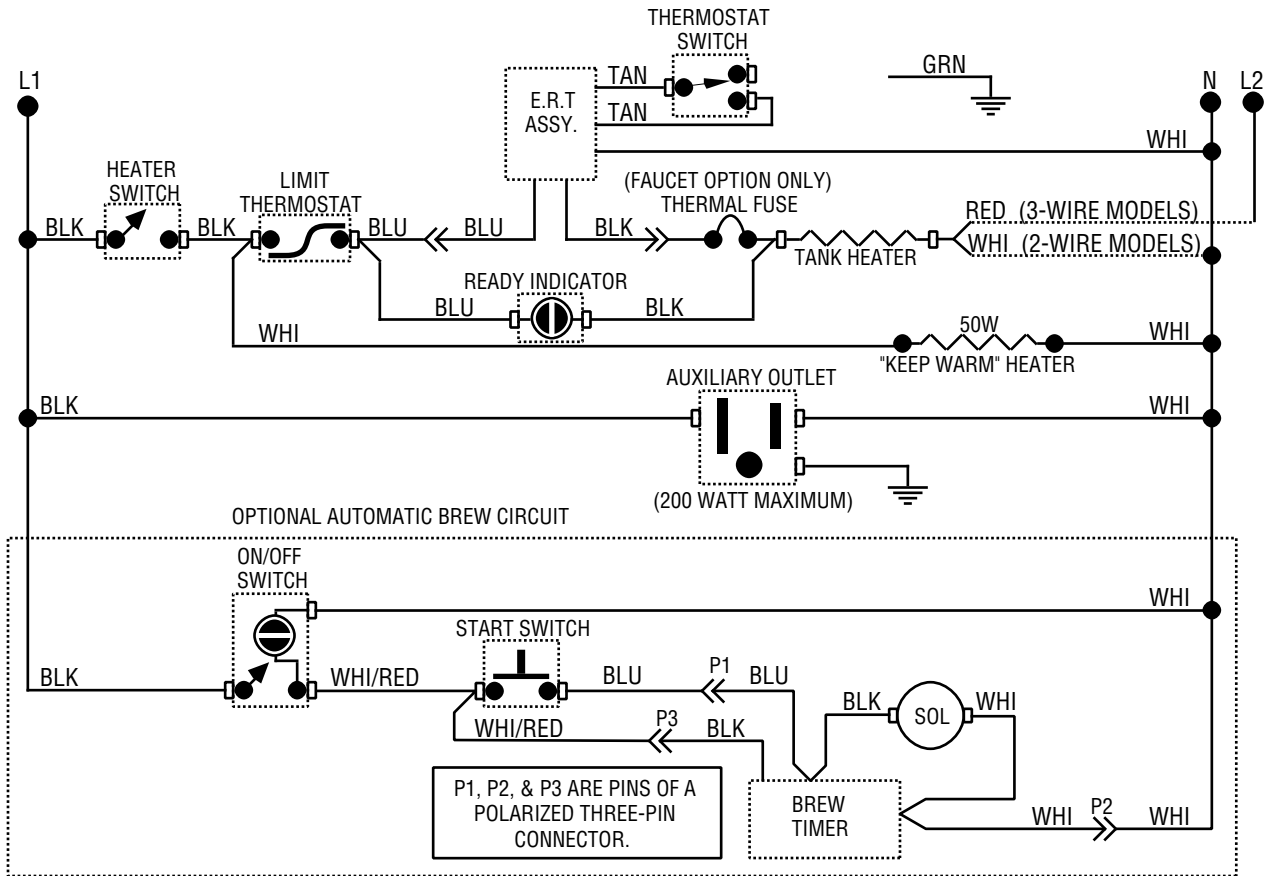 THERMOSTAT
SWITCH
L1
E.R.T
ASSY.
TAN
TAN
GRN
N
L2
WHI
HEATER
SWITCH
LIMIT
THERMOSTAT
(FAUCET OPTION ONLY)
THERMAL FUSE
BLK
BLK
BLU
BLU
BLK
TANK HEATER
RED (3-WIRE MODELS)
WHI (2-WIRE MODELS)
READY INDICATOR
BLU
BLK
WHI
50W
"KEEP WARM" HEATER
WHI
AUXILIARY OUTLET
BLK
WHI
(200 WATT MAXIMUM)
OPTIONAL AUTOMATIC BREW CIRCUIT
ON/OFF
SWITCH
WHI
START SWITCH
BLK
WHI/RED
BLU
P1
BLU
BLK
SOL
WHI
WHI/RED
P3
BLK
P1, P2, & P3 ARE PINS OF A
POLARIZED THREE-PIN
CONNECTOR.
BREW
TIMER
WHI
P2
WHI